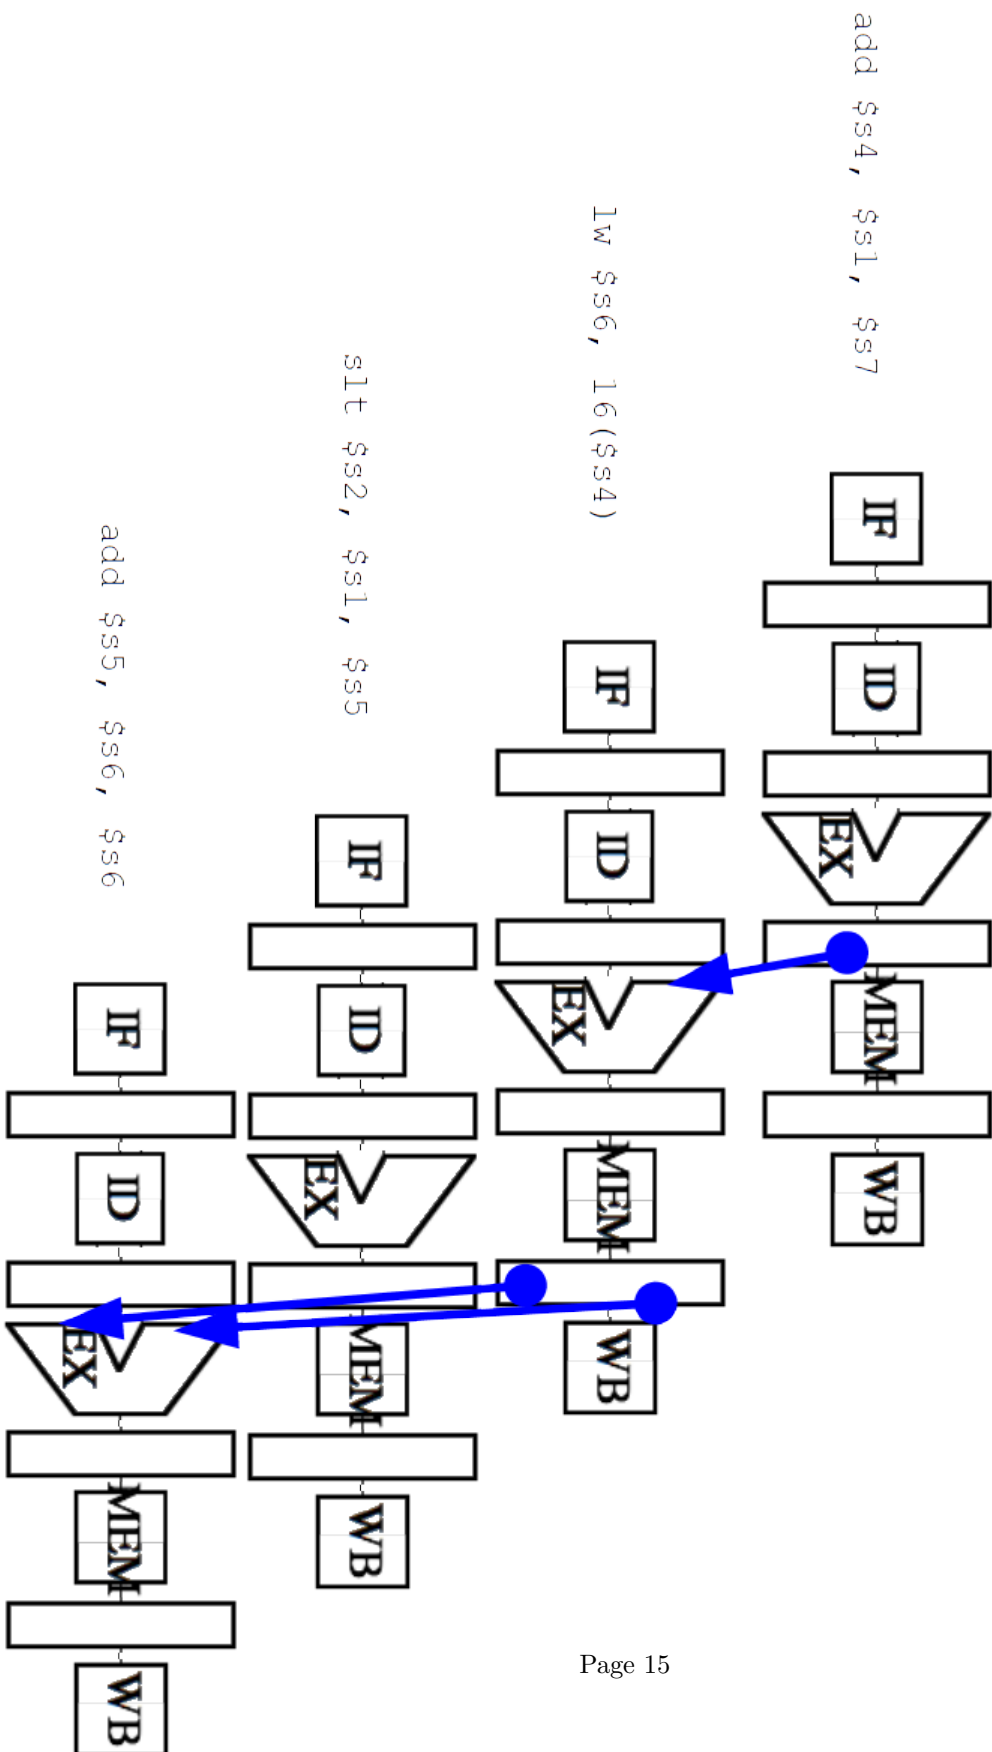 add $s4, $s1, $s7
IF
ID
EX
MEM
WB
lw $s6, 16($s4)
IF
ID
EX
MEM
WB
slt $s2, $s1, $s5
IF
ID
EX
MEM
WB
add $s5, $s6, $s6
IF
ID
EX
MEM
WB
Page 15